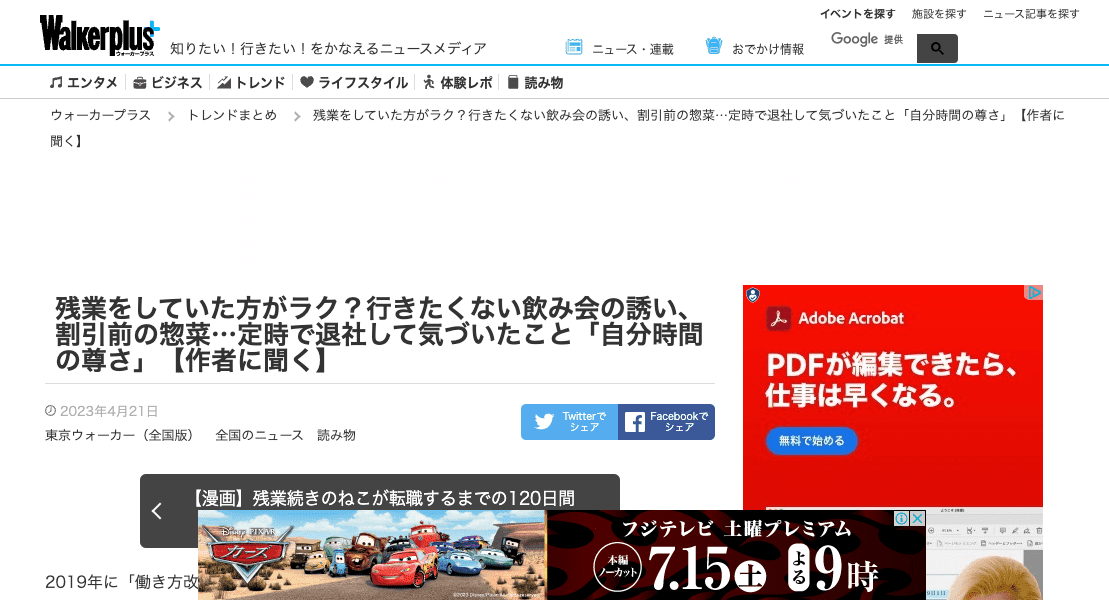 イベントを探す 施設を探す ニュース記事を探す
Walkerplus
ウォーカープラス
知りたい！行きたい！をかなえるニュースメディア
ニュース・連載 おでかけ情報
Google 提供
エンタメ ビジネス トレンド ライフスタイル 体験レポ 読み物
ウォーカープラス トレンドまとめ 残業をしていた方がラク？行きたくない飲み会の誘い、割引前の惣菜…定時で退社して気づいたこと「自分時間の尊さ」【作者に
聞く】
残業をしていた方がラク？行きたくない飲み会の誘い、
割引前の惣菜…定時で退社して気づいたこと「自分時間
の尊さ」【作者に聞く】
2023年4月21日
東京ウォーカー（全国版） 全国のニュース 読み物
Twitterで
シェア
Facebookで
シェア
【漫画】残業続きのねこが転職するまでの120日間
2019年に「働き方改
Adobe Acrobat
PDFが編集できたら、
仕事は早くなる。
無料で始める
Disney PIXAR
カーズ
フジテレビ 土曜プレミアム
本編
ノーカット
7.15土 よる9時